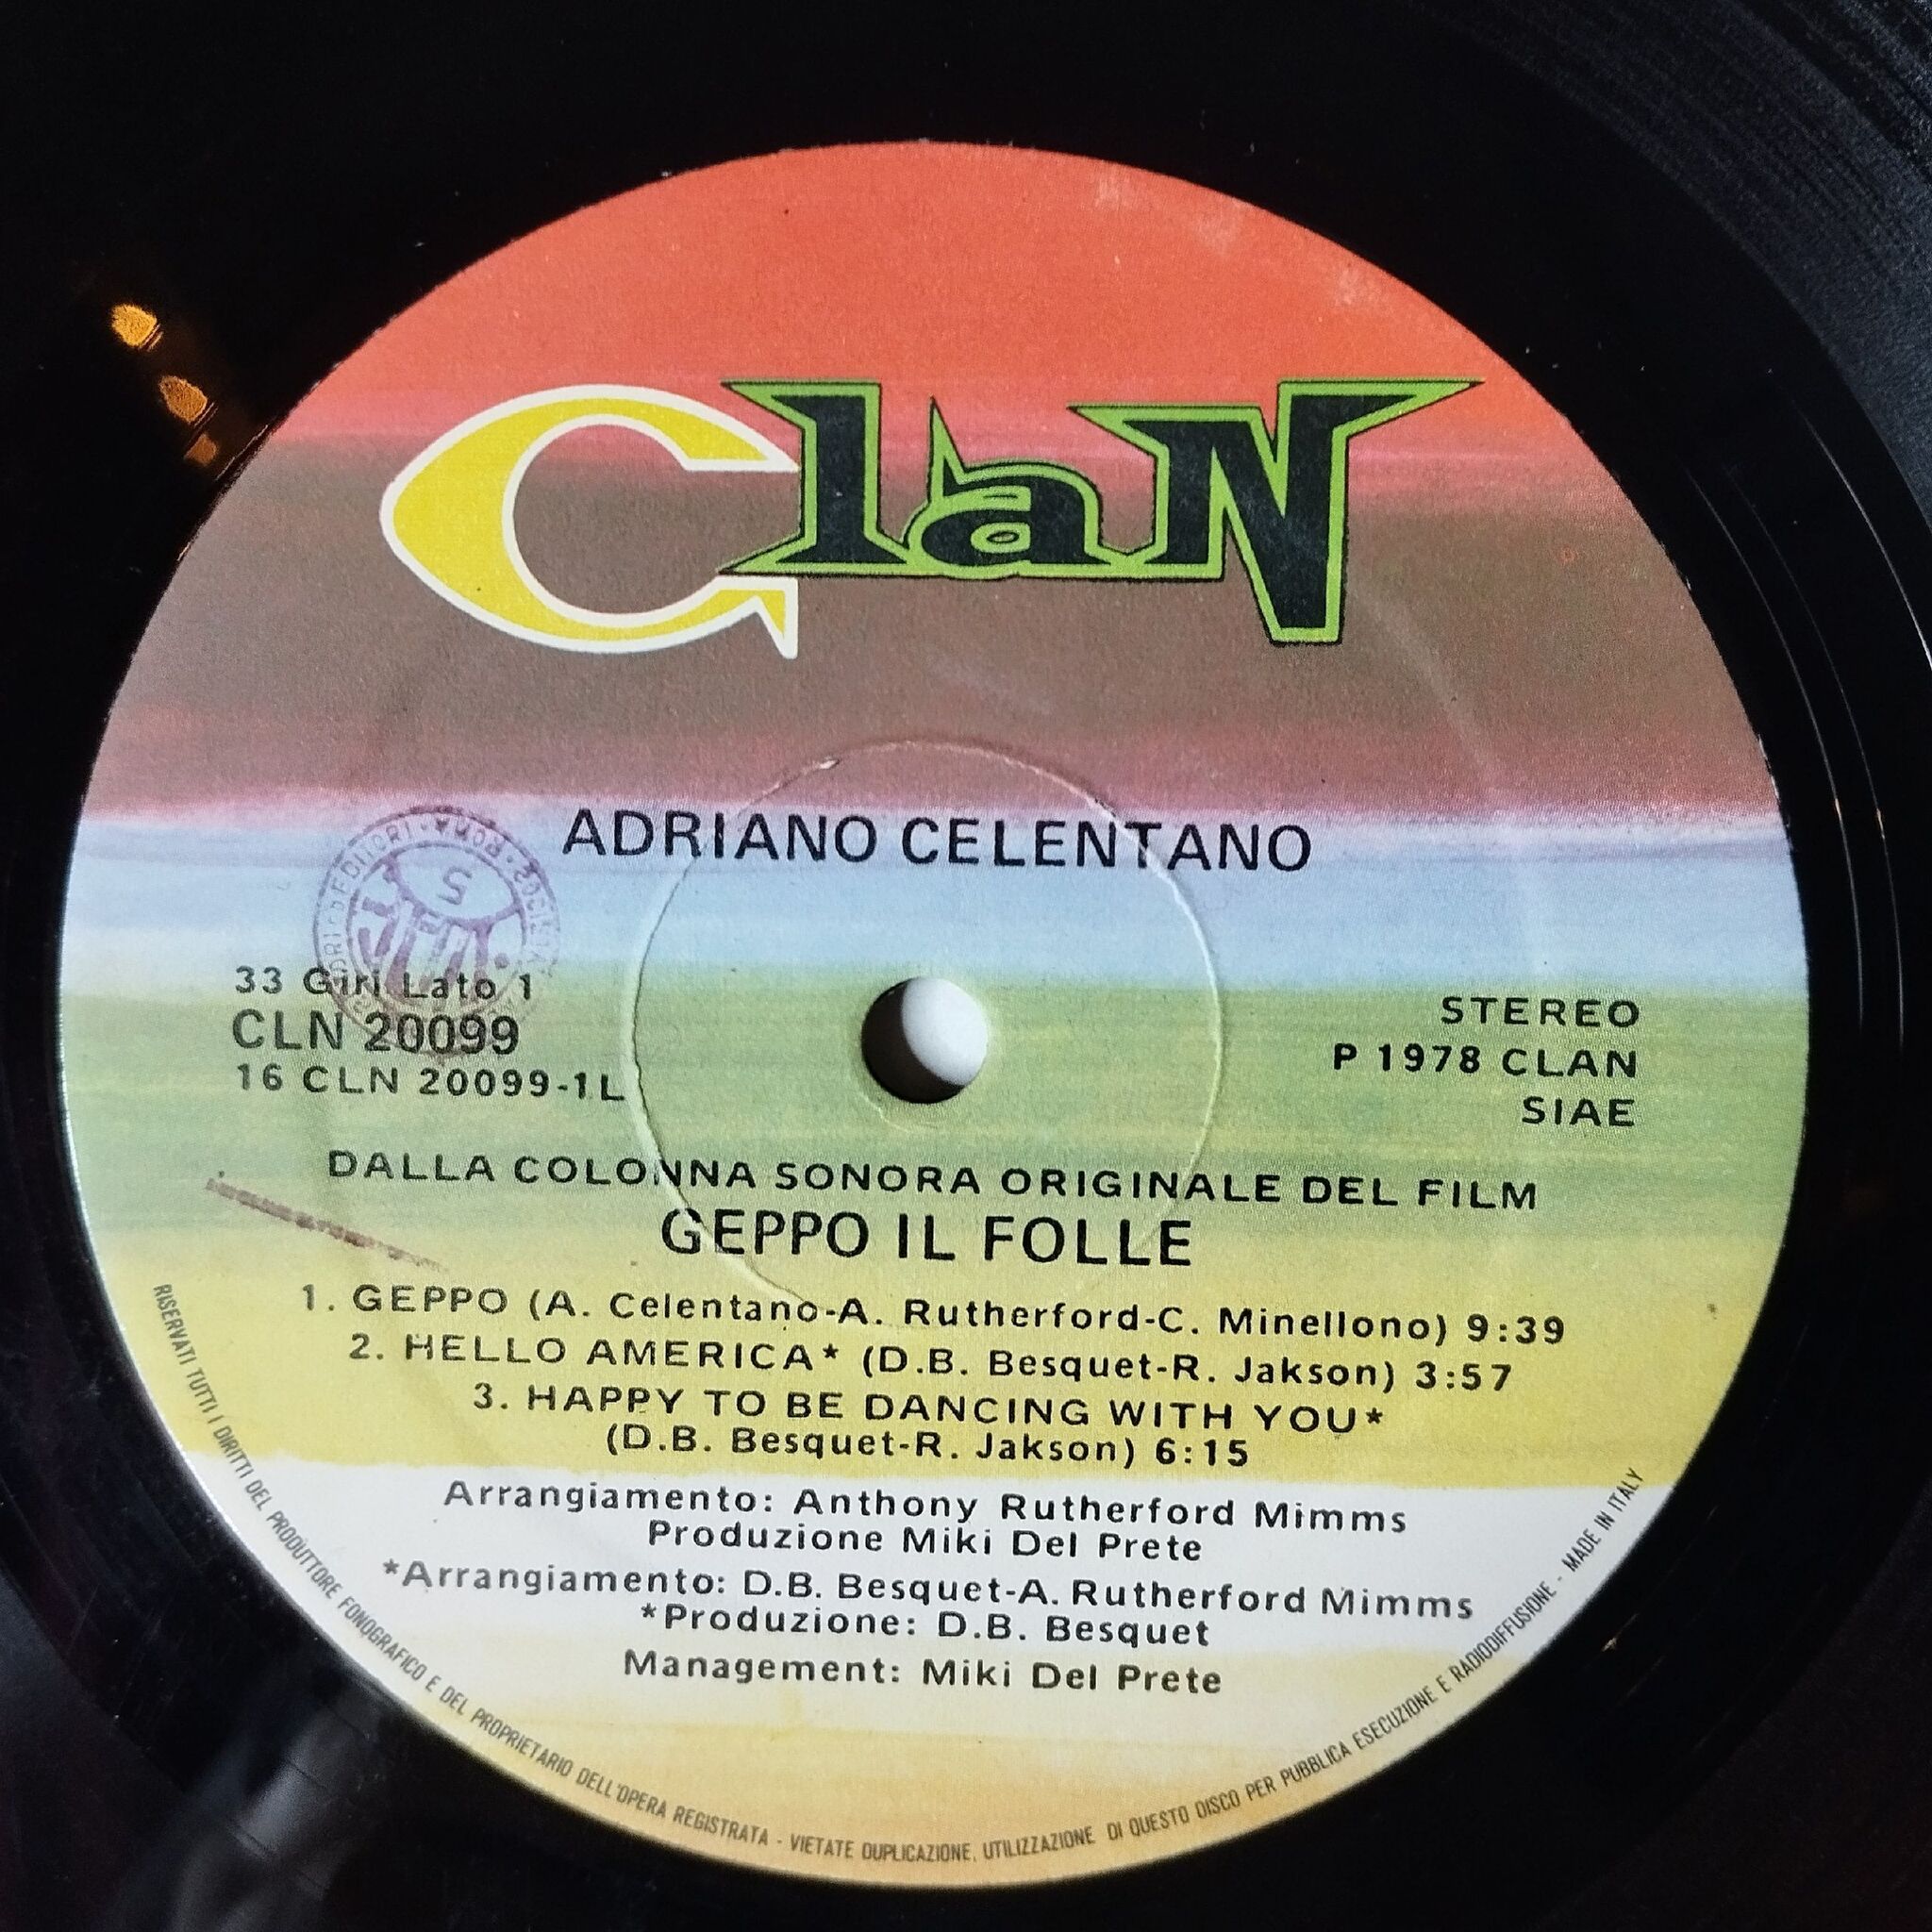 ClaN
ADRIANO CELENTANO
33 Giri Lato 1
CLN 20099
16 CLN 20099-1L
STEREO
P 1978 CLAN
SIAE
DALLA COLONNA SONORA ORIGINALE DEL FILM
GEPPO IL FOLLE
1. GEPPO (A. Celentano-A. Rutherford-C. Minellono) 9:39
2. HELLO AMERICA* (D.B. Besquet-R. Jakson) 3:57
3. HAPPY TO BE DANCING WITH YOU*
(D.B. Besquet-R. Jakson) 6:15
Arrangiamento: Anthony Rutherford Mimms
Produzione Miki Del Prete
*Arrangiamento: D.B. Besquet-A. Rutherford Mimms
*Produzione: D.B. Besquet
Management: Miki Del Prete
RISERVATI TUTTI I DIRITTI DEL PRODUTTORE FONOGRAFICO E DEL PROPRIETARIO DELL'OPERA REGISTRATA - VIETATE DUPLICAZIONE, UTILIZZAZIONE DI QUESTO DISCO PER PUBBLICA ESECUZIONE E RADIODIFFUSIONE - MADE IN ITALY
EDITORI · ROMA ·
5